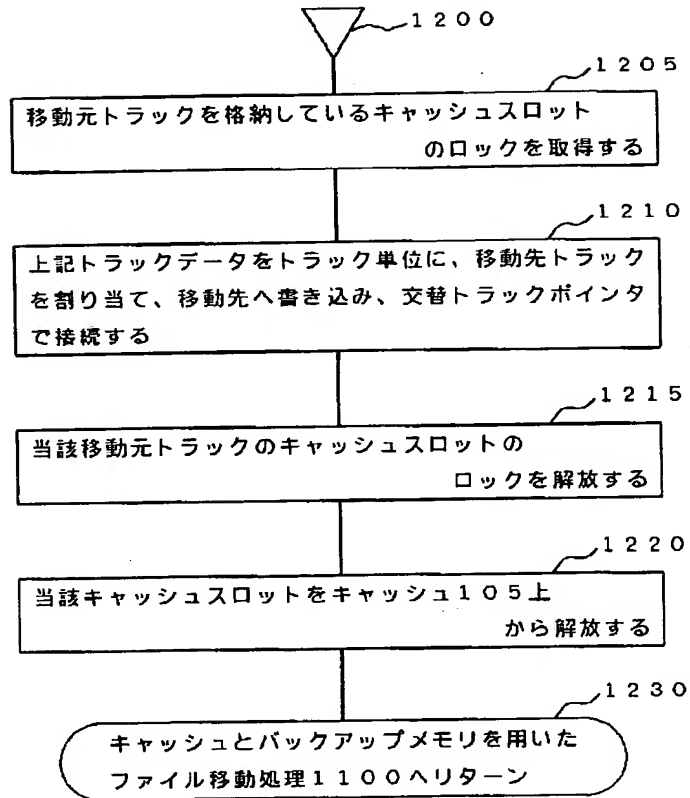 1200
1205
移動元トラックを格納しているキャッシュスロット
のロックを取得する
1210
上記トラックデータをトラック単位に、移動先トラック
を割り当て、移動先へ書き込み、交替トラックポインタ
で接続する
1215
当該移動元トラックのキャッシュスロットの
ロックを解放する
1220
当該キャッシュスロットをキャッシュ105上
から解放する
1230
キャッシュとバックアップメモリを用いた
ファイル移動処理1100へリターン